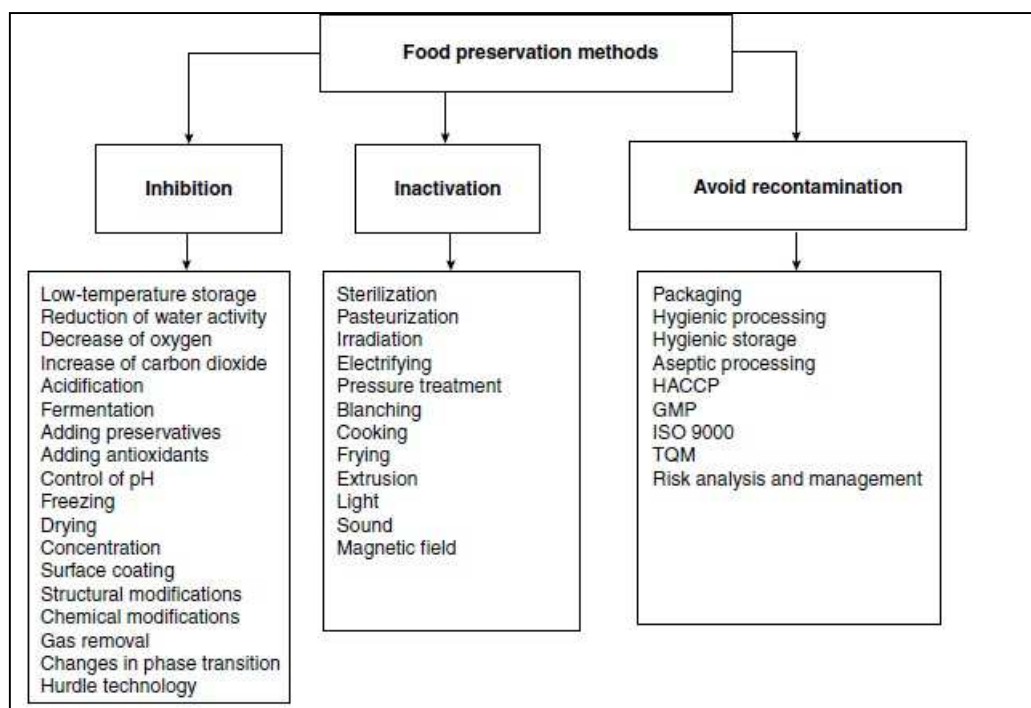 Food preservation methods
Inhibition
Inactivation
Avoid recontamination
Low-temperature storage
Reduction of water activity
Decrease of oxygen
Increase of carbon dioxide
Acidification
Fermentation
Adding preservatives
Adding antioxidants
Control of pH
Freezing
Drying
Concentration
Surface coating
Structural modifications
Chemical modifications
Gas removal
Changes in phase transition
Hurdle technology
Sterilization
Pasteurization
Irradiation
Electrifying
Pressure treatment
Blanching
Cooking
Frying
Extrusion
Light
Sound
Magnetic field
Packaging
Hygienic processing
Hygienic storage
Aseptic processing
HACCP
GMP
ISO 9000
TQM
Risk analysis and management